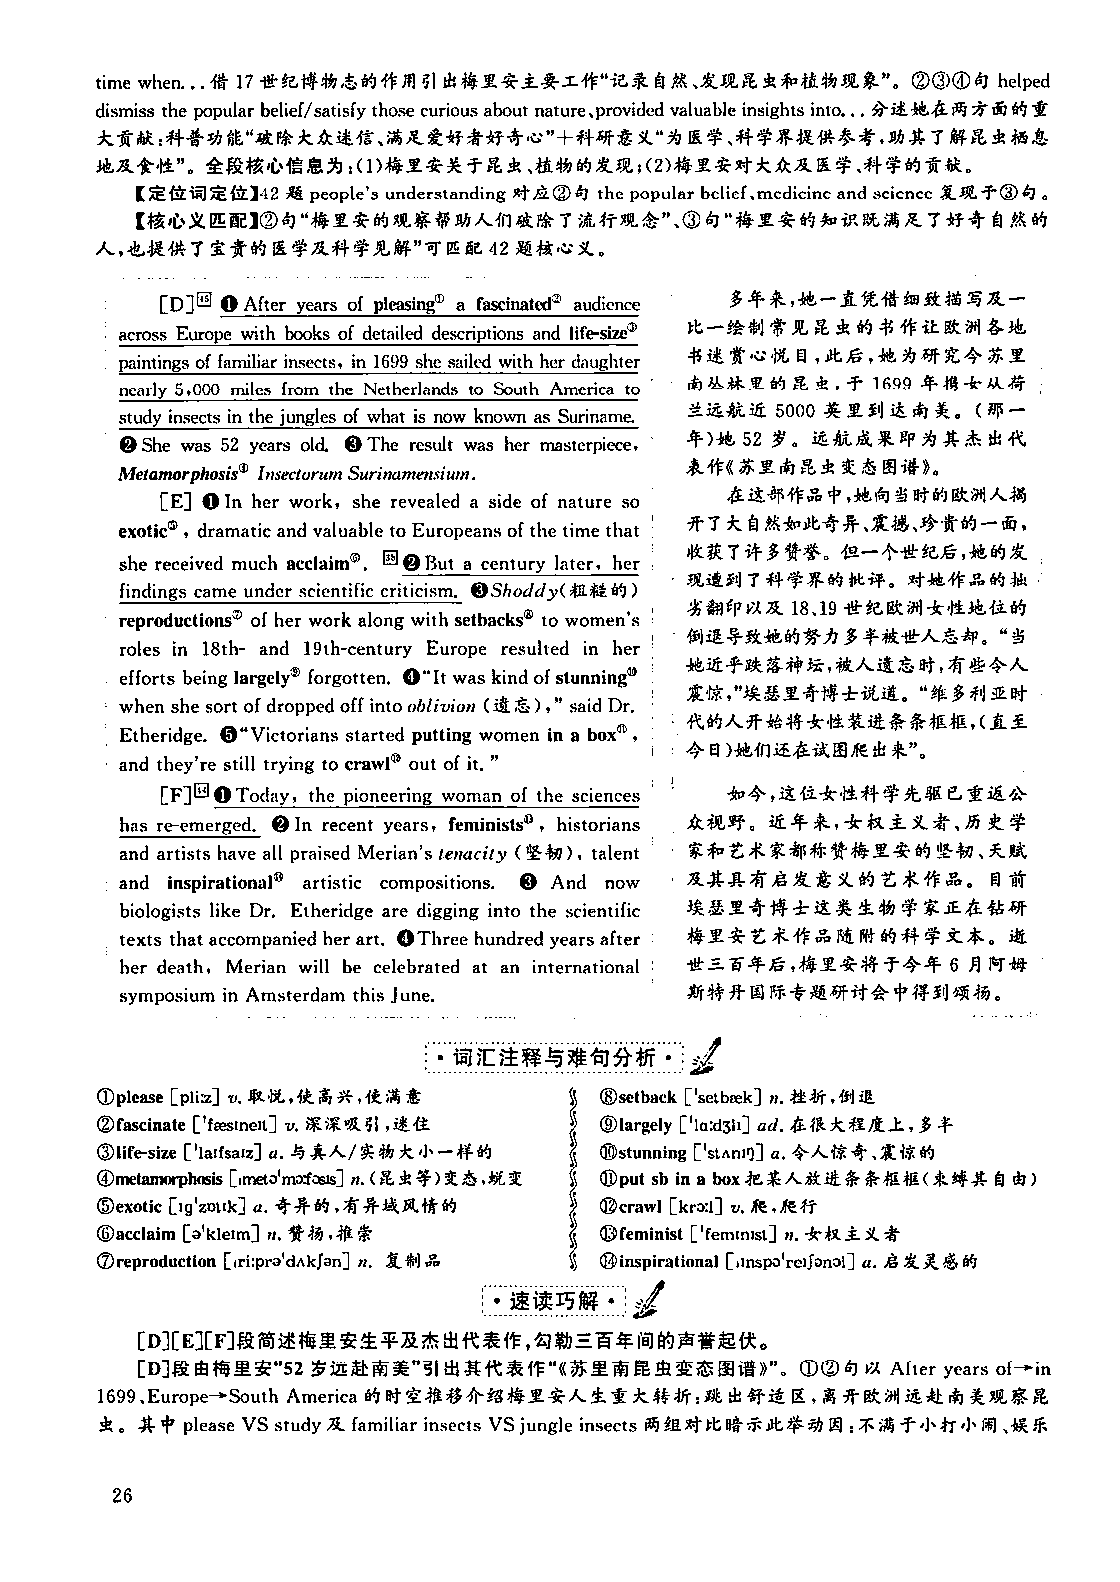 time when... 借 17 世纪博物志的作用引出梅里安主要工作“记录自然、发现昆虫和植物现象”。②③④句 helped
dismiss the popular belief/satisfy those curious about nature、provided valuable insights into... 分述她在两方面的重
大贡献:科普功能“破除大众迷信、满足爱好者好奇心”+科研意义“为医学、科学界提供参考,助其了解昆虫栖息
地及食性”。全段核心信息为:(1)梅里安关于昆虫、植物的发现;(2)梅里安对大众及医学、科学的贡献。
【定位词定位】42 题 people's understanding 对应②句 the popular belief、medicine and science 复现于③句。
【核心义匹配】②句“梅里安的观察帮助人们破除了流行观念”、③句“梅里安的知识既满足了好奇自然的
人,也提供了宝贵的医学及科学见解”可匹配 42 题核心义。
[D]45 ❶After years of pleasing① a fascinated② audience
across Europe with books of detailed descriptions and life-size③
paintings of familiar insects, in 1699 she sailed with her daughter
nearly 5,000 miles from the Netherlands to South America to
study insects in the jungles of what is now known as Suriname.
❷She was 52 years old. ❸The result was her masterpiece,
Metamorphosis④ Insectorum Surinamensium.
[E] ❶In her work, she revealed a side of nature so
exotic⑤, dramatic and valuable to Europeans of the time that
she received much acclaim⑥. ❷But a century later, her
findings came under scientific criticism. ❸Shoddy(粗糙的)
reproductions⑦ of her work along with setbacks⑧ to women's
roles in 18th- and 19th-century Europe resulted in her
efforts being largely⑨ forgotten. ❹“It was kind of stunning⑩
when she sort of dropped off into oblivion (遗忘),” said Dr.
Etheridge. ❺“Victorians started putting women in a box⑪,
and they're still trying to crawl⑫ out of it.”
[F]44❶Today, the pioneering woman of the sciences
has re-emerged. ❷In recent years, feminists⑬, historians
and artists have all praised Merian's tenacity (坚韧), talent
and inspirational⑭ artistic compositions. ❸ And now
biologists like Dr. Etheridge are digging into the scientific
texts that accompanied her art. ❹Three hundred years after
her death, Merian will be celebrated at an international
symposium in Amsterdam this June.
多年来,她一直凭借细致描写及一
比一绘制常见昆虫的书作让欧洲各地
书迷赏心悦目,此后,她为研究今苏里
南丛林里的昆虫,于 1699 年携女从荷
兰远航近 5000 英里到达南美。(那一
年)她 52 岁。远航成果即为其杰出代
表作《苏里南昆虫变态图谱》。
在这部作品中,她向当时的欧洲人揭
开了大自然如此奇异、震撼、珍贵的一面,
收获了许多赞誉。但一个世纪后,她的发
现遭到了科学界的批评。对她作品的拙
劣翻印以及 18、19 世纪欧洲女性地位的
倒退导致她的努力多半被世人忘却。“当
她近乎跌落神坛,被人遗忘时,有些令人
震惊,”埃瑟里奇博士说道。“维多利亚时
代的人开始将女性装进条条框框,(直至
今日)她们还在试图爬出来”。
如今,这位女性科学先驱已重返公
众视野。近年来,女权主义者、历史学
家和艺术家都称赞梅里安的坚韧、天赋
及其具有启发意义的艺术作品。目前
埃瑟里奇博士这类生物学家正在钻研
梅里安艺术作品随附的科学文本。逝
世三百年后,梅里安将于今年 6 月阿姆
斯特丹国际专题研讨会中得到颂扬。
·词汇注释与难句分析·
①please [pliːz] v. 取悦,使高兴,使满意
②fascinate [ˈfæsɪneɪt] v. 深深吸引,迷住
③life-size [ˈlaɪfsaɪz] a. 与真人/实物大小一样的
④metamorphosis [ˌmetəˈmɔːfəsɪs] n. (昆虫等)变态,蜕变
⑤exotic [ɪgˈzɒtɪk] a. 奇异的,有异域风情的
⑥acclaim [əˈkleɪm] n. 赞扬,推崇
⑦reproduction [ˌriːprəˈdʌkʃən] n. 复制品
⑧setback [ˈsetbæk] n. 挫折,倒退
⑨largely [ˈlɑːdʒlɪ] ad. 在很大程度上,多半
⑩stunning [ˈstʌnɪŋ] a. 令人惊奇、震惊的
⑪put sb in a box 把某人放进条条框框(束缚其自由)
⑫crawl [krɔːl] v. 爬,爬行
⑬feminist [ˈfemɪnɪst] n. 女权主义者
⑭inspirational [ˌɪnspəˈreɪʃənəl] a. 启发灵感的
·速读巧解·
[D][E][F]段简述梅里安生平及杰出代表作,勾勒三百年间的声誉起伏。
[D]段由梅里安“52 岁远赴南美”引出其代表作“《苏里南昆虫变态图谱》”。①②句以 After years of→in
1699、Europe→South America 的时空推移介绍梅里安人生重大转折:跳出舒适区,离开欧洲远赴南美观察昆
虫。其中 please VS study 及 familiar insects VS jungle insects 两组对比暗示此举动因:不满于小打小闹、娱乐
26